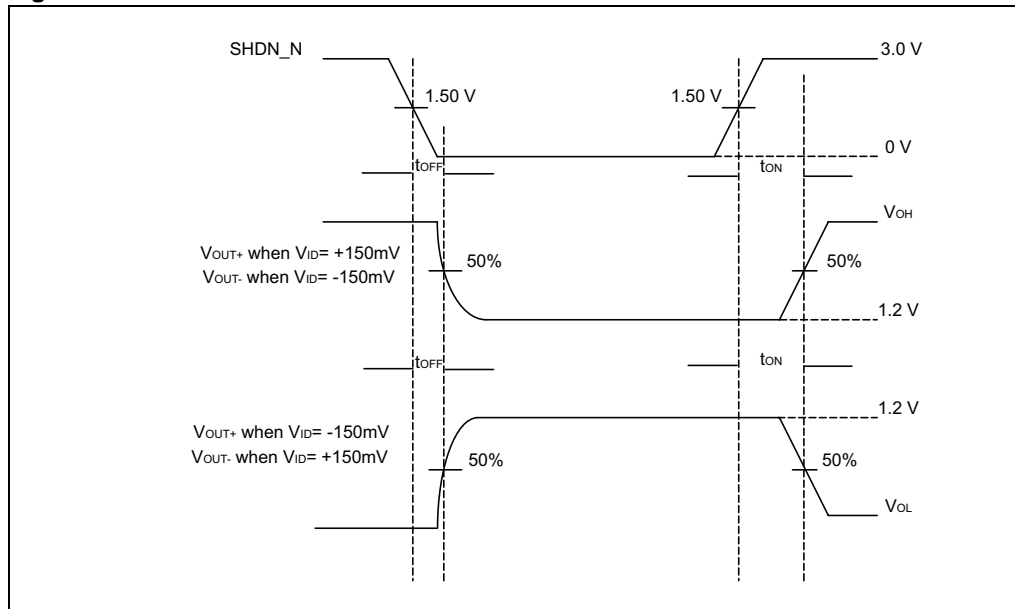 SHDN_N
3.0 V
1.50 V
1.50 V
0 V
tOFF
tON
VOH
VOUT+ when VID= +150mV
VOUT- when VID= -150mV
50%
50%
1.2 V
tOFF
tON
1.2 V
VOUT+ when VID= -150mV
VOUT- when VID= +150mV
50%
50%
VOL